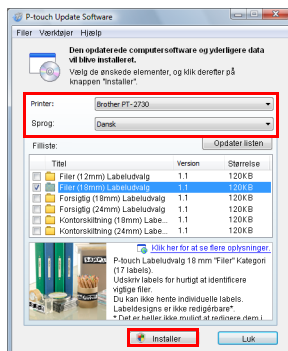 P-touch Update Software
Filer Værktøjer Hjælp
Den opdaterede computersoftware og yderligere data
vil blive installeret.
Vælg de ønskede elementer, og klik derefter på
knappen "Installer".
Printer: Brother PT-2730
Sprog: Dansk
Filliste: Opdater listen
Titel Version Størrelse
Filer (12mm) Labeludvalg 1.1 120KB
Filer (18mm) Labeludvalg 1.1 120KB
Forsigtig (18mm) Labeludvalg 1.1 120KB
Forsigtig (24mm) Labeludvalg 1.1 120KB
Kontorskiltning (18mm) Labe... 1.1 120KB
Kontorskiltning (24mm) Labe... 1.1 120KB
Klik her for at se flere oplysninger.
P-touch Labeludvalg 18 mm "Filer" Kategori
(17 labels).
Udskriv labels for hurtigt at identificere
vigtige filer.
Du kan ikke hente individuelle labels.
Labeldesigns er ikke redigérbare*.
* Det er heller ikke muligt at redigere dem i
Installer Luk